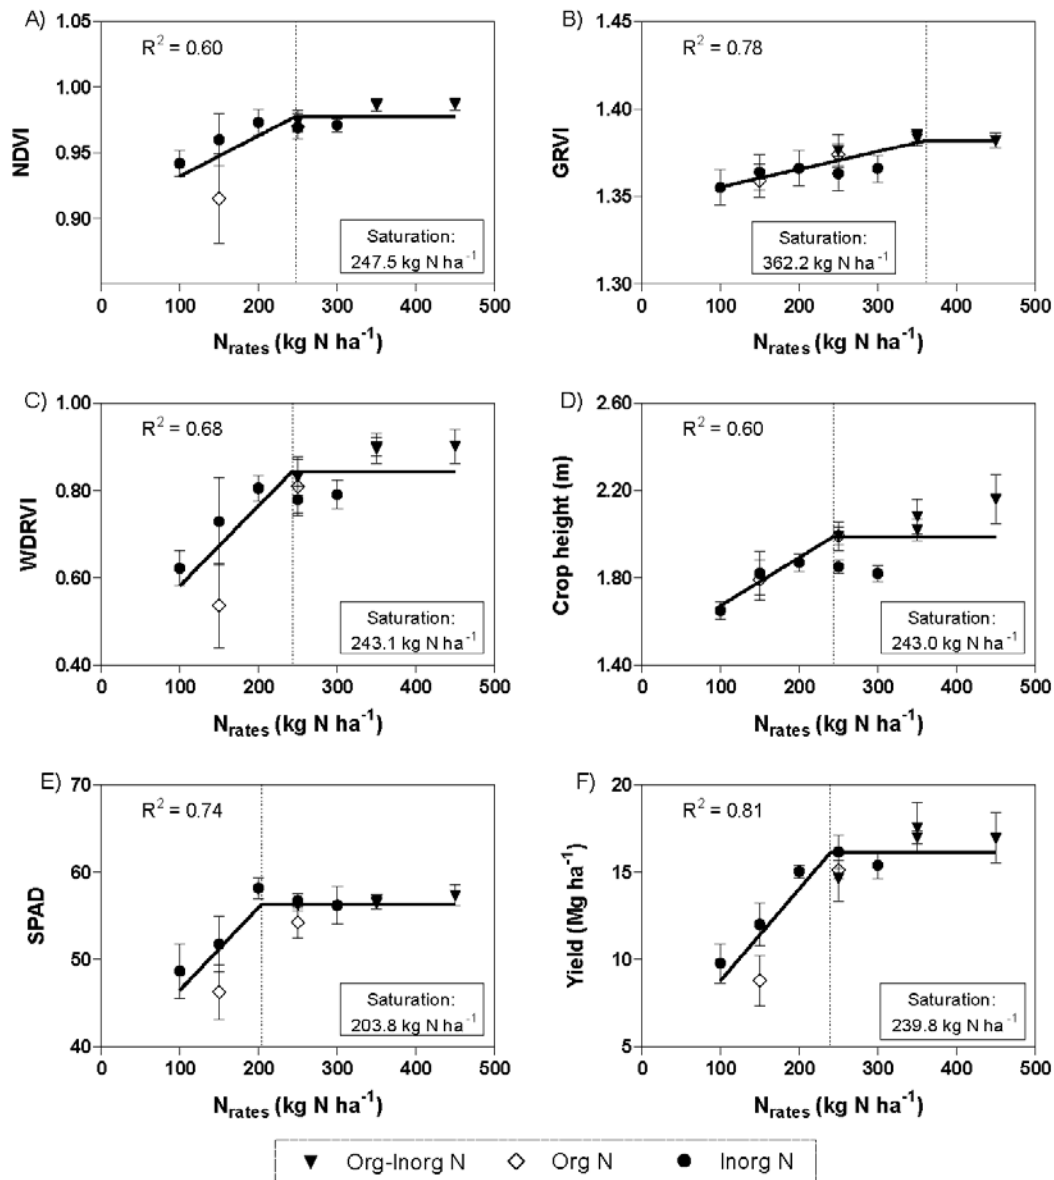 A)
R² = 0.60
1.05
1.00
0.95
0.90
NDVI
Saturation:
247.5 kg N ha⁻¹
0 100 200 300 400 500
N_rates (kg N ha⁻¹)
B)
R² = 0.78
1.45
1.40
1.35
1.30
GRVI
Saturation:
362.2 kg N ha⁻¹
0 100 200 300 400 500
N_rates (kg N ha⁻¹)
C)
R² = 0.68
1.00
0.80
0.60
0.40
WDRVI
Saturation:
243.1 kg N ha⁻¹
0 100 200 300 400 500
N_rates (kg N ha⁻¹)
D)
R² = 0.60
2.60
2.20
1.80
1.40
Crop height (m)
Saturation:
243.0 kg N ha⁻¹
0 100 200 300 400 500
N_rates (kg N ha⁻¹)
E)
R² = 0.74
70
60
50
40
SPAD
Saturation:
203.8 kg N ha⁻¹
0 100 200 300 400 500
N_rates (kg N ha⁻¹)
F)
R² = 0.81
20
15
10
5
Yield (Mg ha⁻¹)
Saturation:
239.8 kg N ha⁻¹
0 100 200 300 400 500
N_rates (kg N ha⁻¹)
Org-Inorg N Org N Inorg N